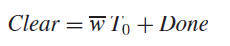 Clear = w̅ T₀ + Done